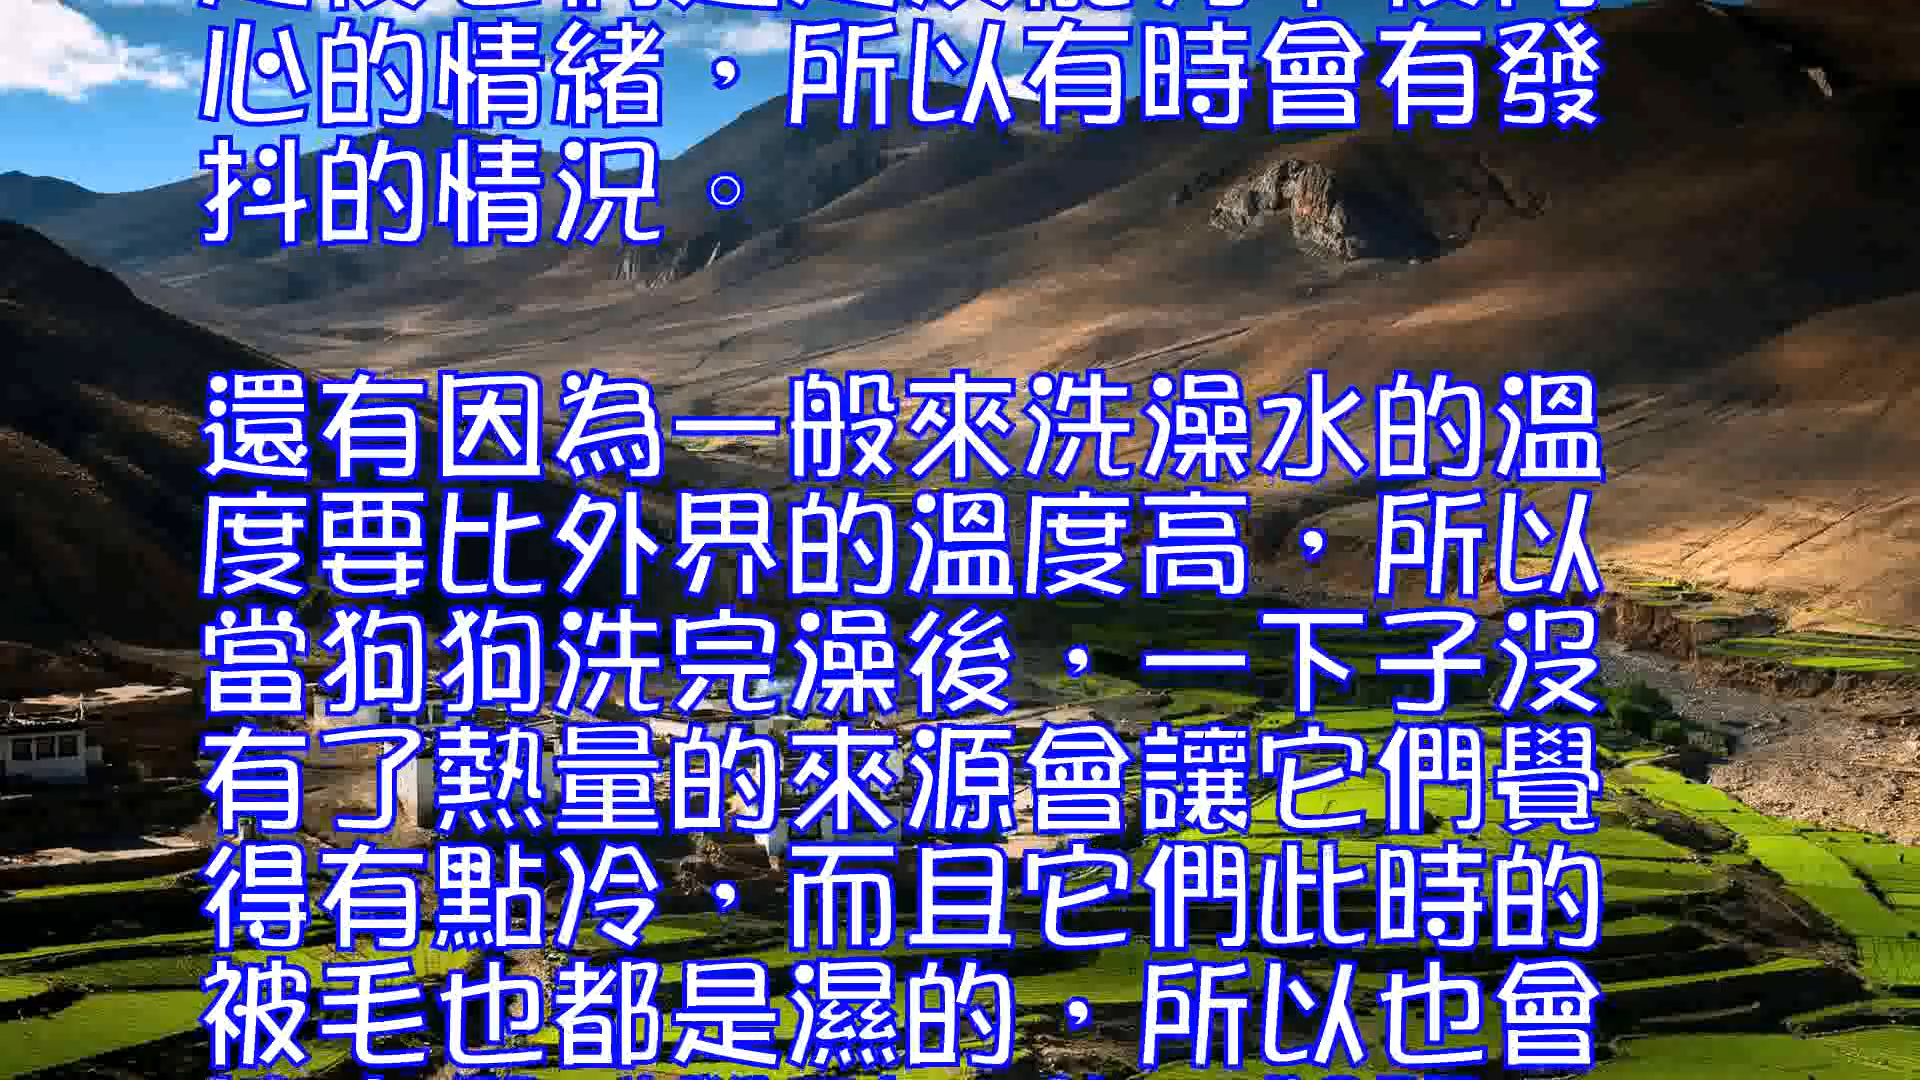 心的情緒，所以有時會有發
抖的情況。
還有因為一般來洗澡水的溫
度要比外界的溫度高，所以
當狗狗洗完澡後，一下子沒
有了熱量的來源會讓它們覺
得有點冷，而且它們此時的
被毛也都是濕的，所以也會